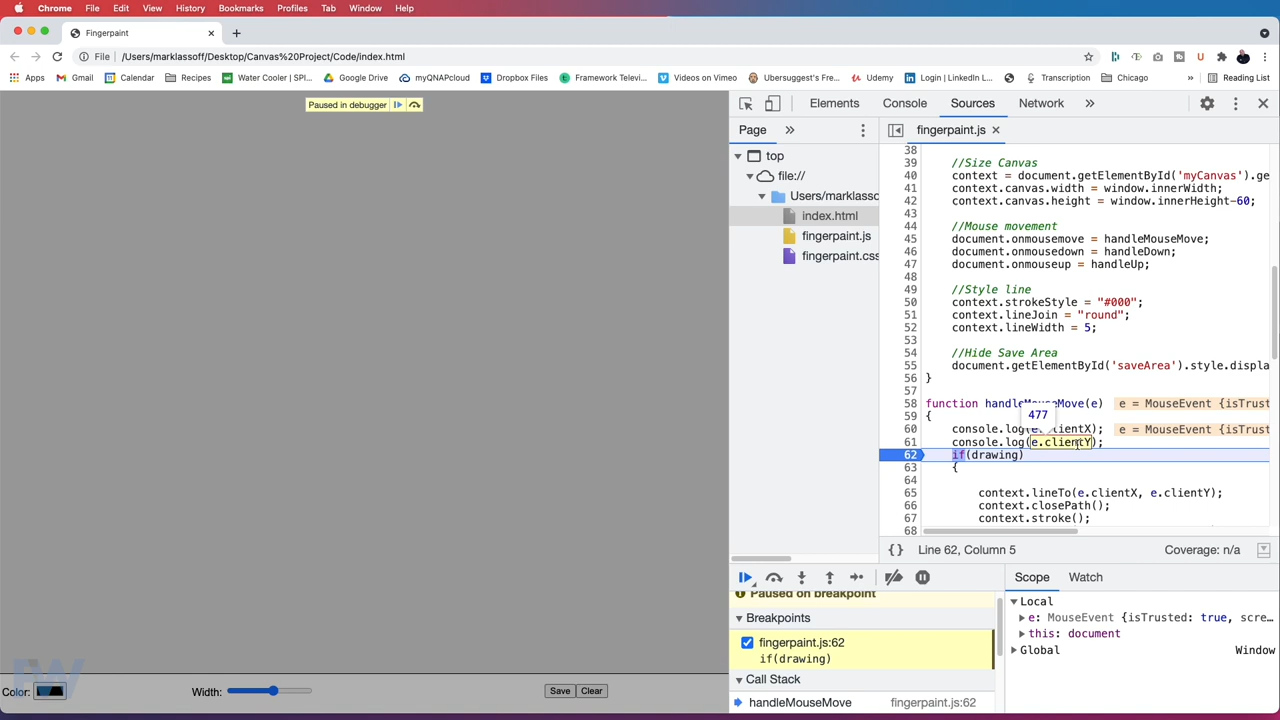 Chrome File Edit View History Bookmarks Profiles Tab Window Help
Fingerpaint
File /Users/marklassoff/Desktop/Canvas%20Project/Code/index.html
Apps Gmail Calendar Recipes Water Cooler | SPI... Google Drive myQNAPcloud Dropbox Files Framework Televi... Videos on Vimeo Ubersuggest's Fre... Udemy Login | LinkedIn L... Transcription Chicago » Reading List
Paused in debugger
Elements Console Sources Network »
Page » fingerpaint.js
top
file://
Users/marklasso
index.html
fingerpaint.js
fingerpaint.css
38
39 //Size Canvas
40 context = document.getElementById('myCanvas').ge
41 context.canvas.width = window.innerWidth;
42 context.canvas.height = window.innerHeight-60;
43
44 //Mouse movement
45 document.onmousemove = handleMouseMove;
46 document.onmousedown = handleDown;
47 document.onmouseup = handleUp;
48
49 //Style line
50 context.strokeStyle = "#000";
51 context.lineJoin = "round";
52 context.lineWidth = 5;
53
54 //Hide Save Area
55 document.getElementById('saveArea').style.displa
56 }
57
58 function handleMouseMove(e) e = MouseEvent {isTrust
59 {
477
60 console.log(e.clientX); e = MouseEvent {isTrust
61 console.log(e.clientY);
62 if(drawing)
63 {
64
65 context.lineTo(e.clientX, e.clientY);
66 context.closePath();
67 context.stroke();
68
{} Line 62, Column 5 Coverage: n/a
Paused on breakpoint
Breakpoints
fingerpaint.js:62
if(drawing)
Call Stack
handleMouseMove fingerpaint.js:62
Scope Watch
Local
e: MouseEvent {isTrusted: true, scre…
this: document
Global Window
FW
Color: Width: Save Clear